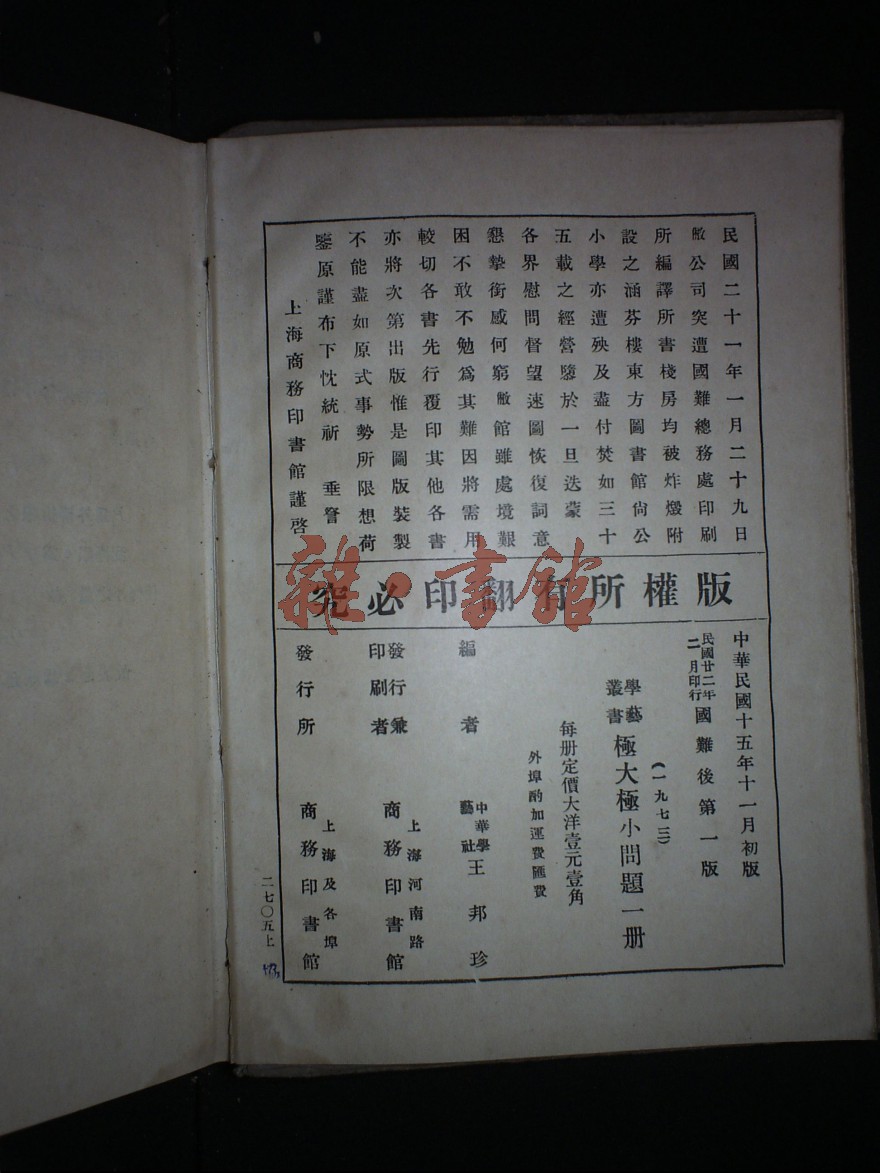 民國二十一年一月二十九日
敝公司突遭國難總務處印刷
所編譯所書棧房均被炸燬附
設之涵芬樓東方圖書館尙公
小學亦遭殃及盡付焚如三十
五載之經營隳於一旦迭蒙
各界慰問督望速圖恢復詞意
懇摯銜感何窮敝館雖處境艱
困不敢不勉爲其難因將需用
較切各書先行覆印其他各書
亦將次第出版惟是圖版裝製
不能盡如原式事勢所限想荷
鑒原謹布下忱統祈 垂詧
上海商務印書館謹啓
版權所有翻印必究
中華民國十五年十一月初版
民國廿二年二月印行 國難後第一版
(一九七三)
學藝叢書 極大極小問題一册
每册定價大洋壹元壹角
外埠酌加運費匯費
編者 中華學藝社 王邦珍
發行兼印刷者 上海河南路 商務印書館
發行所 上海及各埠 商務印書館
二七〇五上
雜·書館